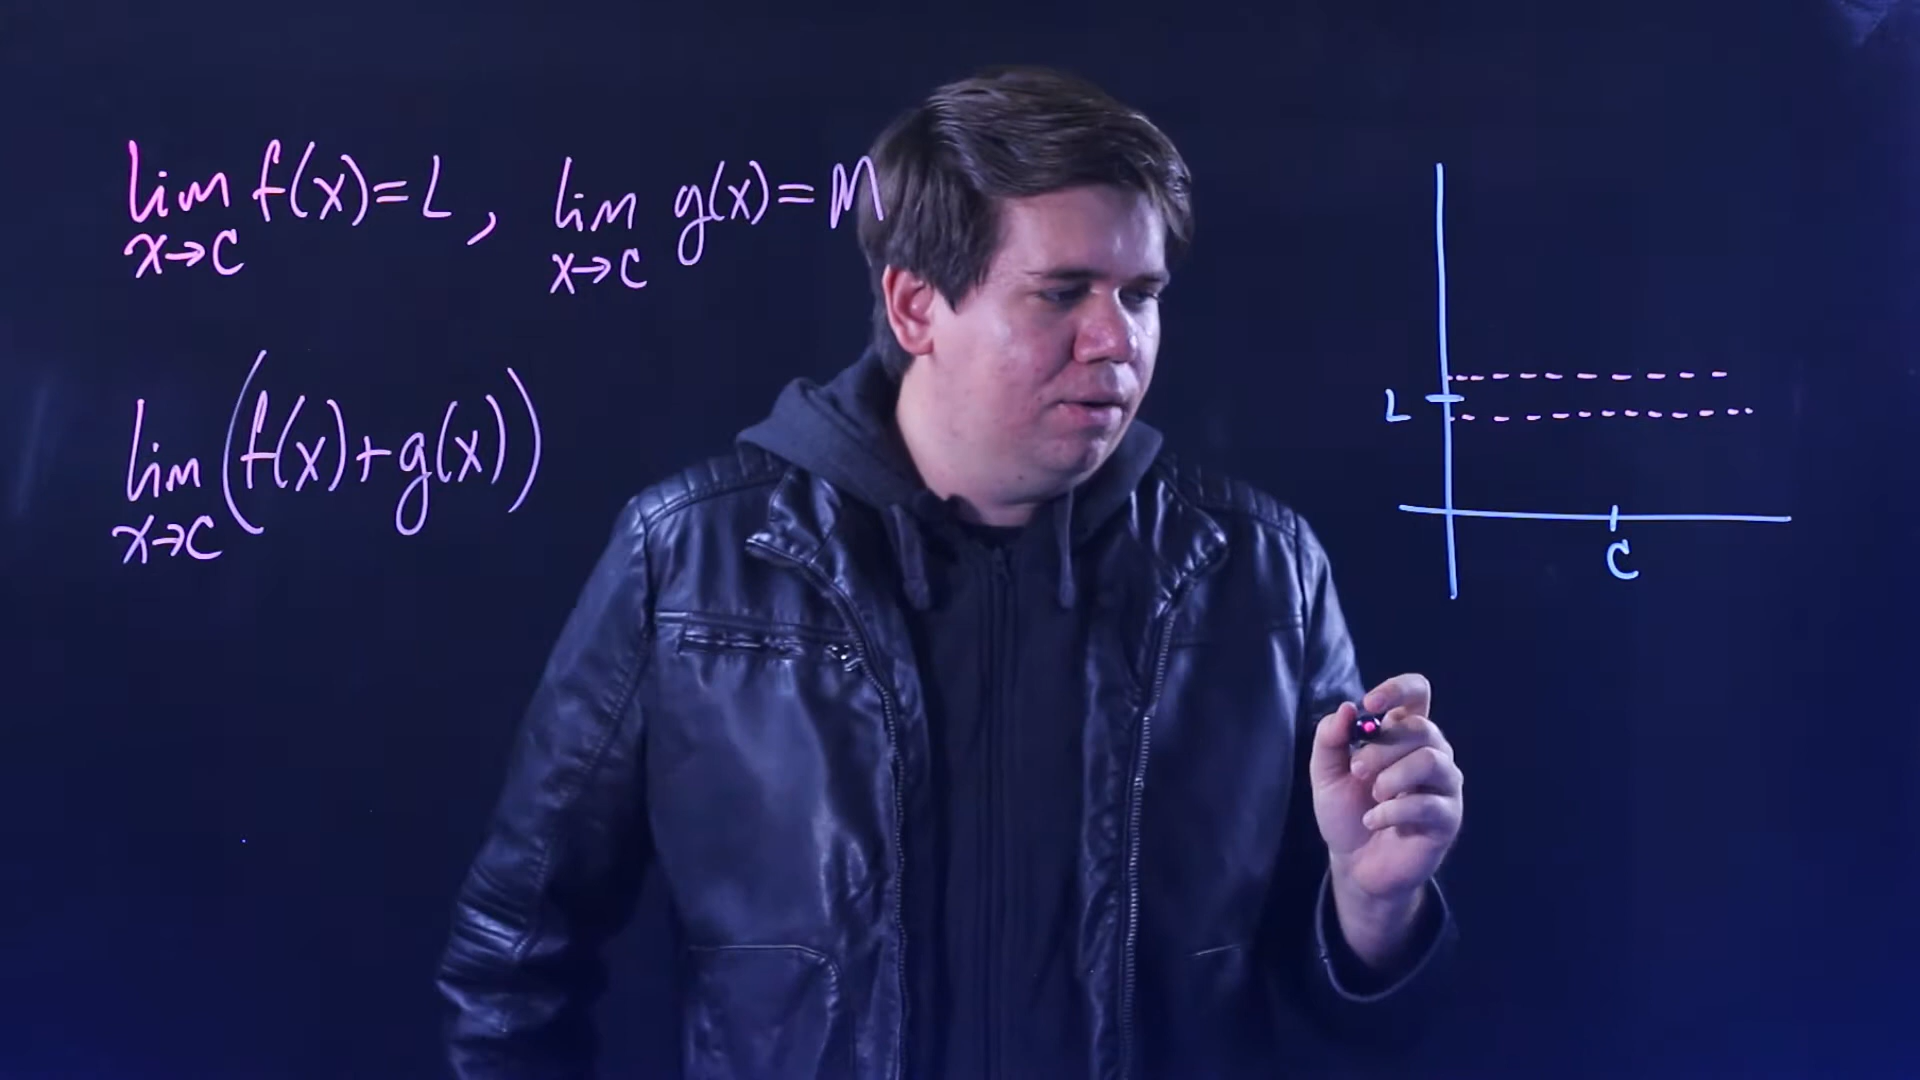 lim f(x)=L, lim g(x)=M
x→c x→c
lim (f(x)+g(x))
x→c
L
C